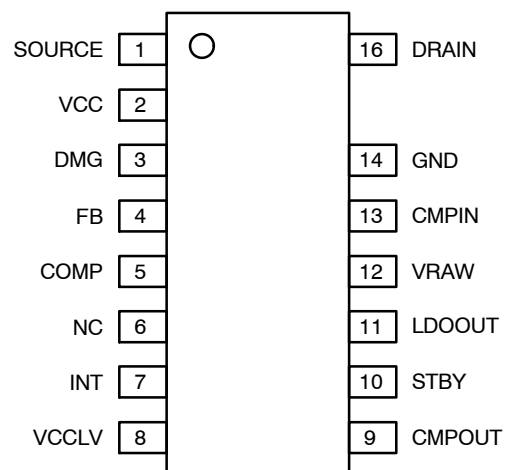 SOURCE 1 16 DRAIN
VCC 2
DMG 3 14 GND
FB 4 13 CMPIN
COMP 5 12 VRAW
NC 6 11 LDOOUT
INT 7 10 STBY
VCCLV 8 9 CMPOUT